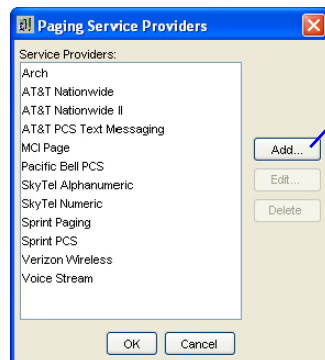 Paging Service Providers
Service Providers:
Arch
AT&T Nationwide
AT&T Nationwide II
AT&T PCS Text Messaging
MCI Page
Pacific Bell PCS
SkyTel Alphanumeric
SkyTel Numeric
Sprint Paging
Sprint PCS
Verizon Wireless
Voice Stream
Add...
Edit...
Delete
OK
Cancel